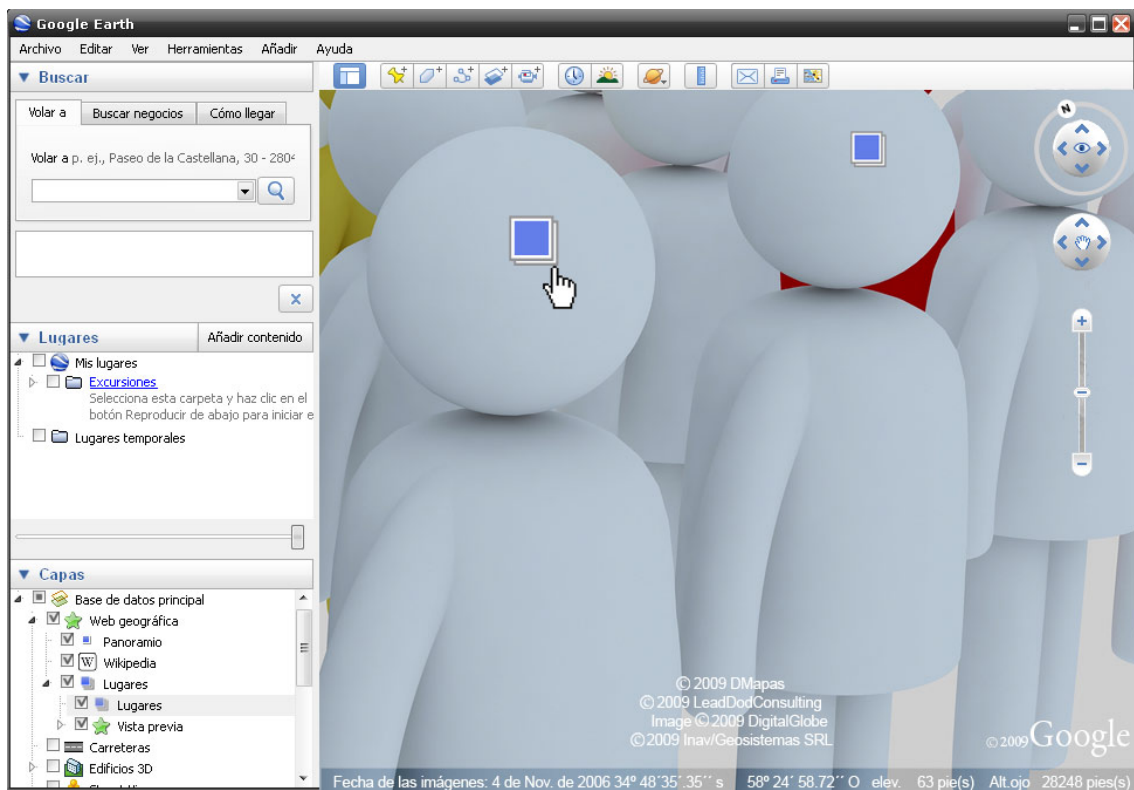 Google Earth
Archivo Editar Ver Herramientas Añadir Ayuda
Buscar
Volar a Buscar negocios Cómo llegar
Volar a p. ej., Paseo de la Castellana, 30 - 2804
Lugares Añadir contenido
Mis lugares
Excursiones
Selecciona esta carpeta y haz clic en el
botón Reproducir de abajo para iniciar e
Lugares temporales
Capas
Base de datos principal
Web geográfica
Panoramio
W Wikipedia
Lugares
Lugares
Vista previa
Carreteras
Edificios 3D
N
© 2009 DMapas
© 2009 LeadDodConsulting
Image © 2009 DigitalGlobe
© 2009 Inav/Geosistemas SRL
© 2009 Google
Fecha de las imágenes: 4 de Nov. de 2006 34º 48´35´.35´´ s 58º 24´ 58.72´´ O elev. 63 pie(s) Alt.ojo 28248 pies(s)